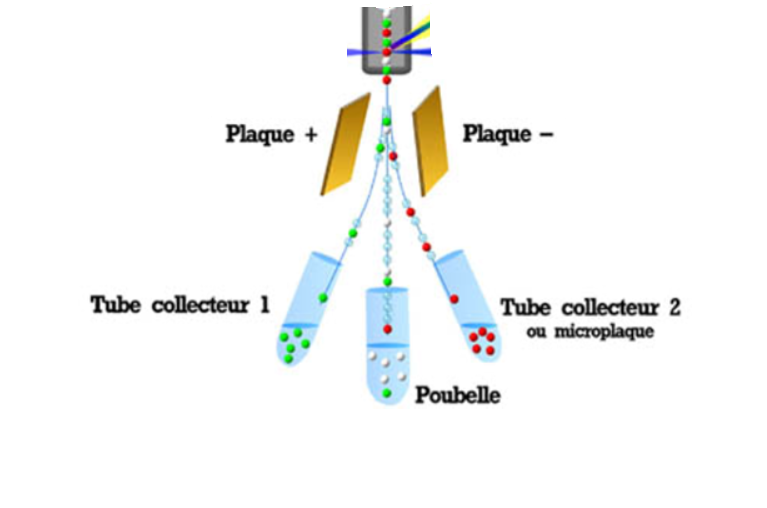 Plaque +
Plaque –
Tube collecteur 1
Tube collecteur 2
ou microplaque
Poubelle